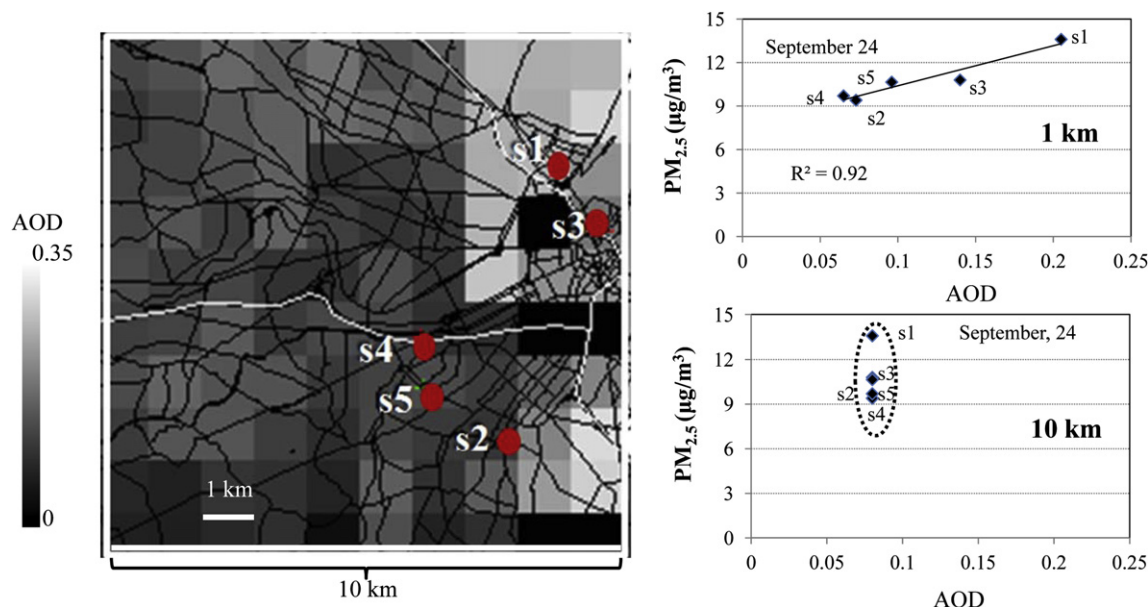 AOD
0.35
0
s1
s3
s4
s5
s2
1 km
10 km
15
12
9
6
3
0
PM2.5 (µg/m³)
September 24
s1
s5
s3
s4
s2
1 km
R² = 0.92
0 0.05 0.1 0.15 0.2 0.25
AOD
15
12
9
6
3
0
PM2.5 (µg/m³)
s1 September, 24
s3
s2 s5
s4
10 km
0 0.05 0.1 0.15 0.2 0.25
AOD